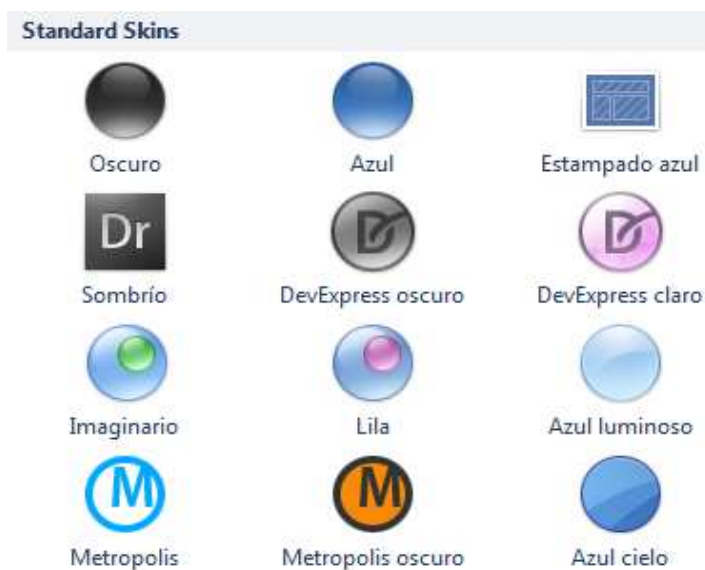 Standard Skins
Oscuro Azul Estampado azul
Dr
Sombrío DevExpress oscuro DevExpress claro
Imaginario Lila Azul luminoso
M M
Metropolis Metropolis oscuro Azul cielo